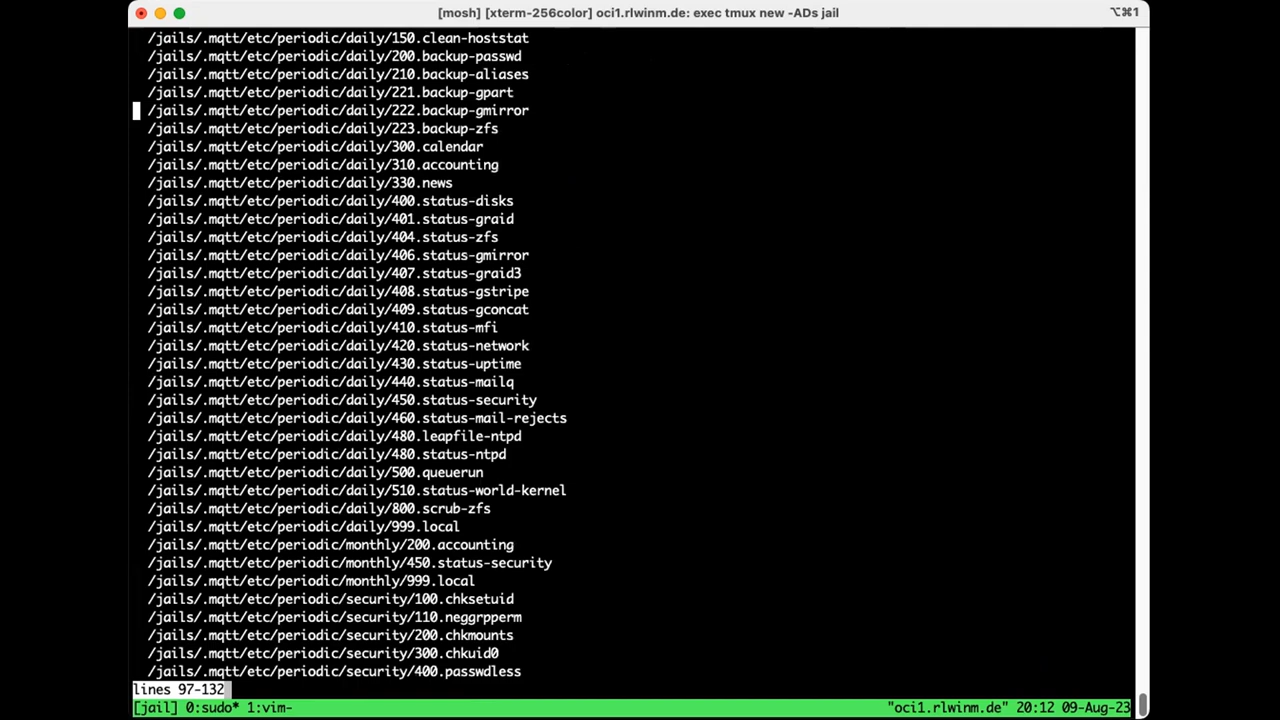 [mosh] [xterm-256color] oci1.rlwinm.de: exec tmux new -ADs jail
⌥⌘1
/jails/.mqtt/etc/periodic/daily/150.clean-hoststat
/jails/.mqtt/etc/periodic/daily/200.backup-passwd
/jails/.mqtt/etc/periodic/daily/210.backup-aliases
/jails/.mqtt/etc/periodic/daily/221.backup-gpart
/jails/.mqtt/etc/periodic/daily/222.backup-gmirror
/jails/.mqtt/etc/periodic/daily/223.backup-zfs
/jails/.mqtt/etc/periodic/daily/300.calendar
/jails/.mqtt/etc/periodic/daily/310.accounting
/jails/.mqtt/etc/periodic/daily/330.news
/jails/.mqtt/etc/periodic/daily/400.status-disks
/jails/.mqtt/etc/periodic/daily/401.status-graid
/jails/.mqtt/etc/periodic/daily/404.status-zfs
/jails/.mqtt/etc/periodic/daily/406.status-gmirror
/jails/.mqtt/etc/periodic/daily/407.status-graid3
/jails/.mqtt/etc/periodic/daily/408.status-gstripe
/jails/.mqtt/etc/periodic/daily/409.status-gconcat
/jails/.mqtt/etc/periodic/daily/410.status-mfi
/jails/.mqtt/etc/periodic/daily/420.status-network
/jails/.mqtt/etc/periodic/daily/430.status-uptime
/jails/.mqtt/etc/periodic/daily/440.status-mailq
/jails/.mqtt/etc/periodic/daily/450.status-security
/jails/.mqtt/etc/periodic/daily/460.status-mail-rejects
/jails/.mqtt/etc/periodic/daily/480.leapfile-ntpd
/jails/.mqtt/etc/periodic/daily/480.status-ntpd
/jails/.mqtt/etc/periodic/daily/500.queuerun
/jails/.mqtt/etc/periodic/daily/510.status-world-kernel
/jails/.mqtt/etc/periodic/daily/800.scrub-zfs
/jails/.mqtt/etc/periodic/daily/999.local
/jails/.mqtt/etc/periodic/monthly/200.accounting
/jails/.mqtt/etc/periodic/monthly/450.status-security
/jails/.mqtt/etc/periodic/monthly/999.local
/jails/.mqtt/etc/periodic/security/100.chksetuid
/jails/.mqtt/etc/periodic/security/110.neggrpperm
/jails/.mqtt/etc/periodic/security/200.chkmounts
/jails/.mqtt/etc/periodic/security/300.chkuid0
/jails/.mqtt/etc/periodic/security/400.passwdless
lines 97-132
[jail] 0:sudo* 1:vim- "oci1.rlwinm.de" 20:12 09-Aug-23